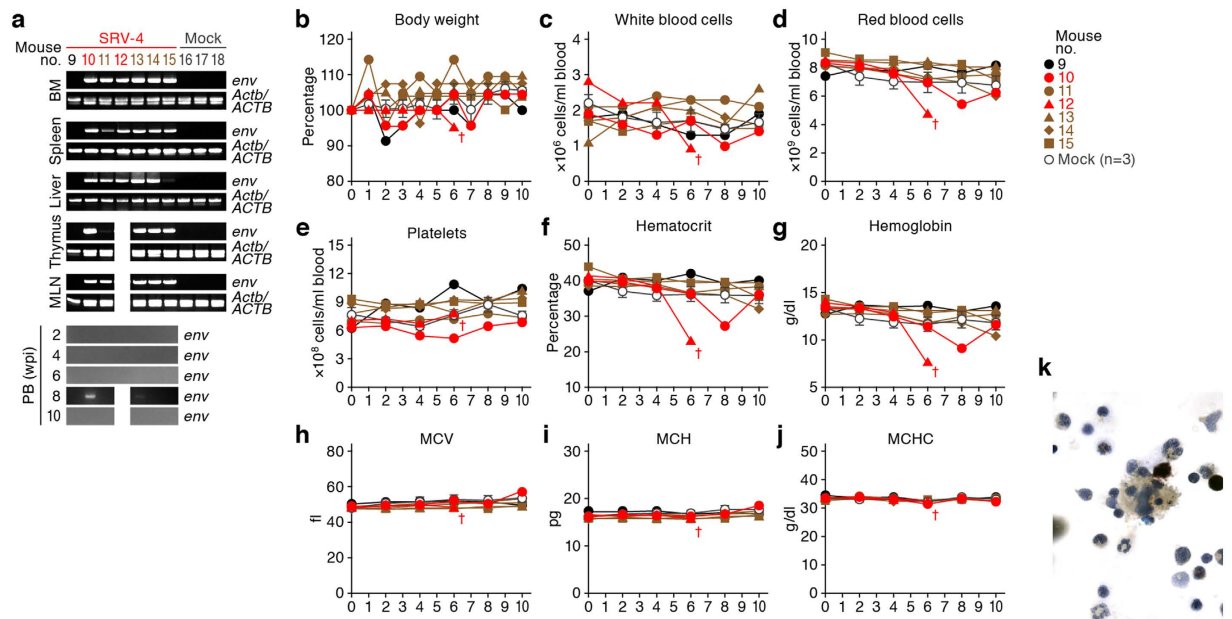 a
SRV-4 Mock
Mouse no. 9 10 11 12 13 14 15 16 17 18
BM env
Actb/ACTB
Spleen env
Actb/ACTB
Liver env
Actb/ACTB
Thymus env
Actb/ACTB
MLN env
Actb/ACTB
PB (wpi)
2 env
4 env
6 env
8 env
10 env
b
Body weight
Percentage
120
110
100
90
80
0 1 2 3 4 5 6 7 8 9 10
†
c
White blood cells
×10⁶ cells/ml blood
4
3
2
1
0
0 1 2 3 4 5 6 7 8 9 10
†
d
Red blood cells
×10⁹ cells/ml blood
10
8
6
4
2
0
0 1 2 3 4 5 6 7 8 9 10
†
Mouse
no.
9
10
11
12
13
14
15
Mock (n=3)
e
Platelets
×10⁸ cells/ml blood
15
12
9
6
3
0
0 1 2 3 4 5 6 7 8 9 10
†
f
Hematocrit
Percentage
50
40
30
20
10
0 1 2 3 4 5 6 7 8 9 10
†
g
Hemoglobin
g/dl
20
15
10
5
0 1 2 3 4 5 6 7 8 9 10
†
h
MCV
fl
80
60
40
20
0
0 1 2 3 4 5 6 7 8 9 10
†
i
MCH
pg
30
20
10
0
0 1 2 3 4 5 6 7 8 9 10
†
j
MCHC
g/dl
50
40
30
20
10
0
0 1 2 3 4 5 6 7 8 9 10
†
k